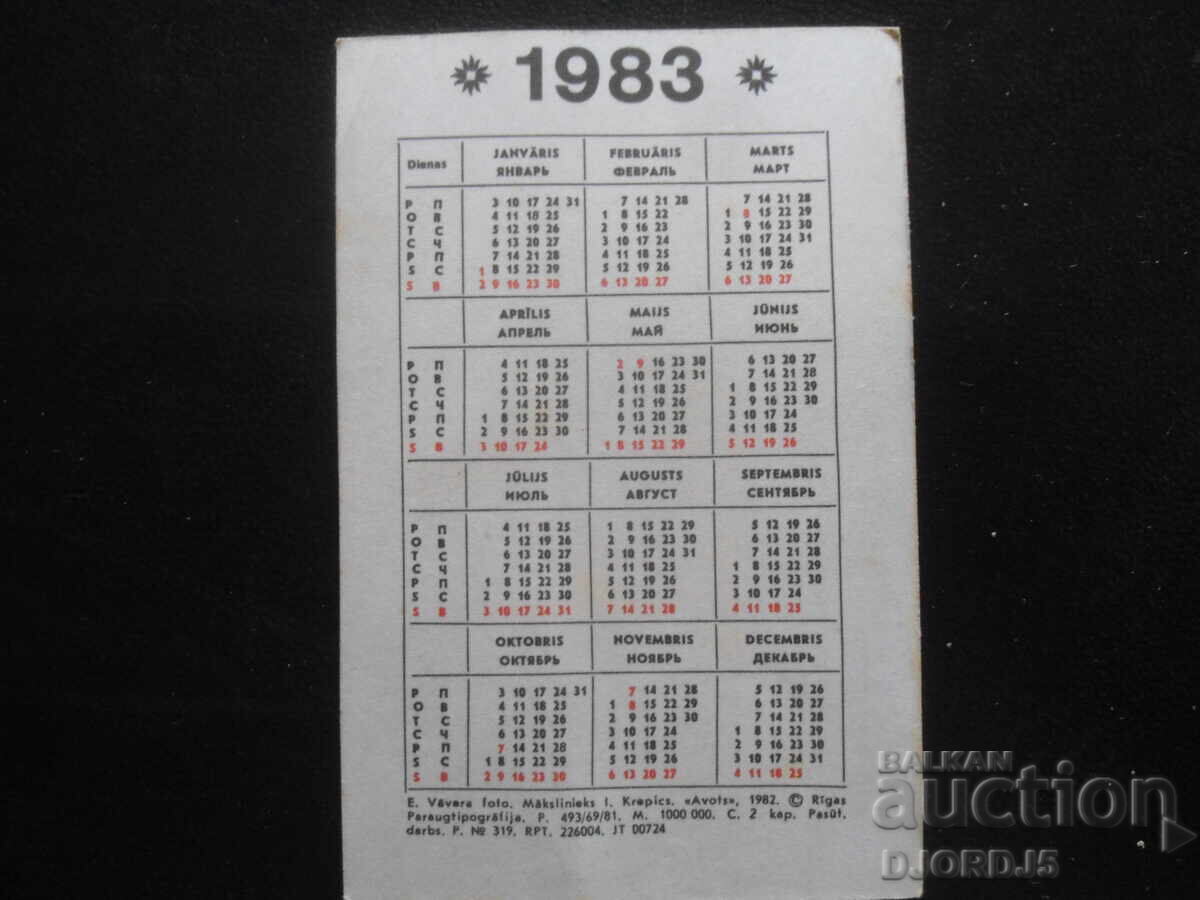 1983
Dienas JANVĀRIS ЯНВАРЬ FEBRUĀRIS ФЕВРАЛЬ MARTS МАРТ
P П 3 10 17 24 31 7 14 21 28 7 14 21 28
O В 4 11 18 25 1 8 15 22 1 8 15 22 29
T С 5 12 19 26 2 9 16 23 2 9 16 23 30
C Ч 6 13 20 27 3 10 17 24 3 10 17 24 31
P П 7 14 21 28 4 11 18 25 4 11 18 25
S С 1 8 15 22 29 5 12 19 26 5 12 19 26
S В 2 9 16 23 30 6 13 20 27 6 13 20 27
APRĪLIS АПРЕЛЬ MAIJS МАЙ JŪNIJS ИЮНЬ
P П 4 11 18 25 2 9 16 23 30 6 13 20 27
O В 5 12 19 26 3 10 17 24 31 7 14 21 28
T С 6 13 20 27 4 11 18 25 1 8 15 22 29
C Ч 7 14 21 28 5 12 19 26 2 9 16 23 30
P П 1 8 15 22 29 6 13 20 27 3 10 17 24
S С 2 9 16 23 30 7 14 21 28 4 11 18 25
S В 3 10 17 24 1 8 15 22 29 5 12 19 26
JŪLIJS ИЮЛЬ AUGUSTS АВГУСТ SEPTEMBRIS СЕНТЯБРЬ
P П 4 11 18 25 1 8 15 22 29 5 12 19 26
O В 5 12 19 26 2 9 16 23 30 6 13 20 27
T С 6 13 20 27 3 10 17 24 31 7 14 21 28
C Ч 7 14 21 28 4 11 18 25 1 8 15 22 29
P П 1 8 15 22 29 5 12 19 26 2 9 16 23 30
S С 2 9 16 23 30 6 13 20 27 3 10 17 24
S В 3 10 17 24 31 7 14 21 28 4 11 18 25
OKTOBRIS ОКТЯБРЬ NOVEMBRIS НОЯБРЬ DECEMBRIS ДЕКАБРЬ
P П 3 10 17 24 31 7 14 21 28 5 12 19 26
O В 4 11 18 25 1 8 15 22 29 6 13 20 27
T С 5 12 19 26 2 9 16 23 30 7 14 21 28
C Ч 6 13 20 27 3 10 17 24 1 8 15 22 29
P П 7 14 21 28 4 11 18 25 2 9 16 23 30
S С 1 8 15 22 29 5 12 19 26 3 10 17 24 31
S В 2 9 16 23 30 6 13 20 27 4 11 18 25
E. Vāvera foto. Mākslinieks I. Krepics. «Avots», 1982. © Rīgas
Paraugtipogrāfija. P. 493/69/81. M. 1000 000. C. 2 kap. Pasūt.
darbs. P. № 319. RPT. 226004. JT 00724
BALKAN
auction
DJORDJ5